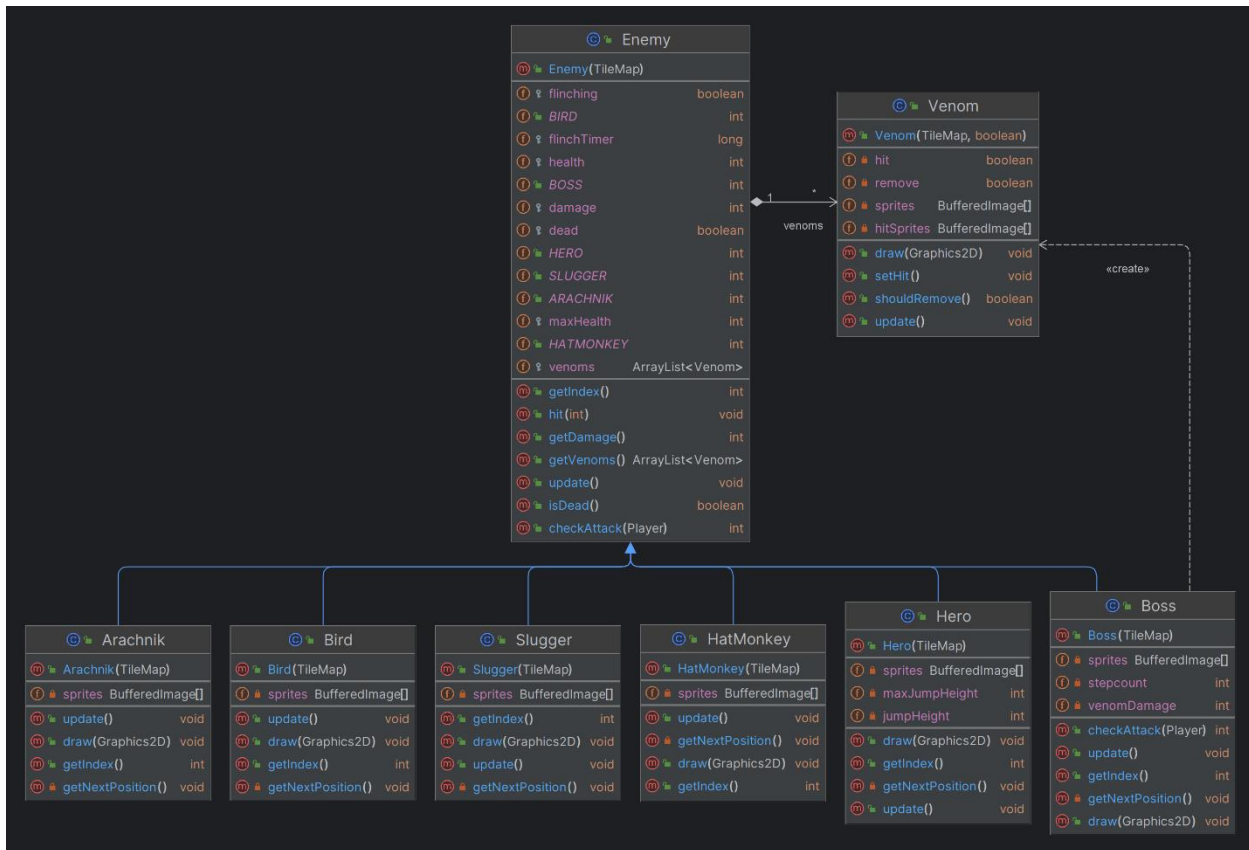 Enemy
Enemy(TileMap)
flinching boolean
BIRD int
flinchTimer long
health int
BOSS int
damage int
dead boolean
HERO int
SLUGGER int
ARACHNIK int
maxHealth int
HATMONKEY int
venoms ArrayList<Venom>
getIndex() int
hit(int) void
getDamage() int
getVenoms() ArrayList<Venom>
update() void
isDead() boolean
checkAttack(Player) int
1
*
venoms
Venom
Venom(TileMap, boolean)
hit boolean
remove boolean
sprites BufferedImage[]
hitSprites BufferedImage[]
draw(Graphics2D) void
setHit() void
shouldRemove() boolean
update() void
«create»
Arachnik
Arachnik(TileMap)
sprites BufferedImage[]
update() void
draw(Graphics2D) void
getIndex() int
getNextPosition() void
Bird
Bird(TileMap)
sprites BufferedImage[]
update() void
draw(Graphics2D) void
getIndex() int
getNextPosition() void
Slugger
Slugger(TileMap)
sprites BufferedImage[]
getIndex() int
draw(Graphics2D) void
update() void
getNextPosition() void
HatMonkey
HatMonkey(TileMap)
sprites BufferedImage[]
update() void
getNextPosition() void
draw(Graphics2D) void
getIndex() int
Hero
Hero(TileMap)
sprites BufferedImage[]
maxJumpHeight int
jumpHeight int
draw(Graphics2D) void
getIndex() int
getNextPosition() void
update() void
Boss
Boss(TileMap)
sprites BufferedImage[]
stepcount int
venomDamage int
checkAttack(Player) int
update() void
getIndex() int
getNextPosition() void
draw(Graphics2D) void